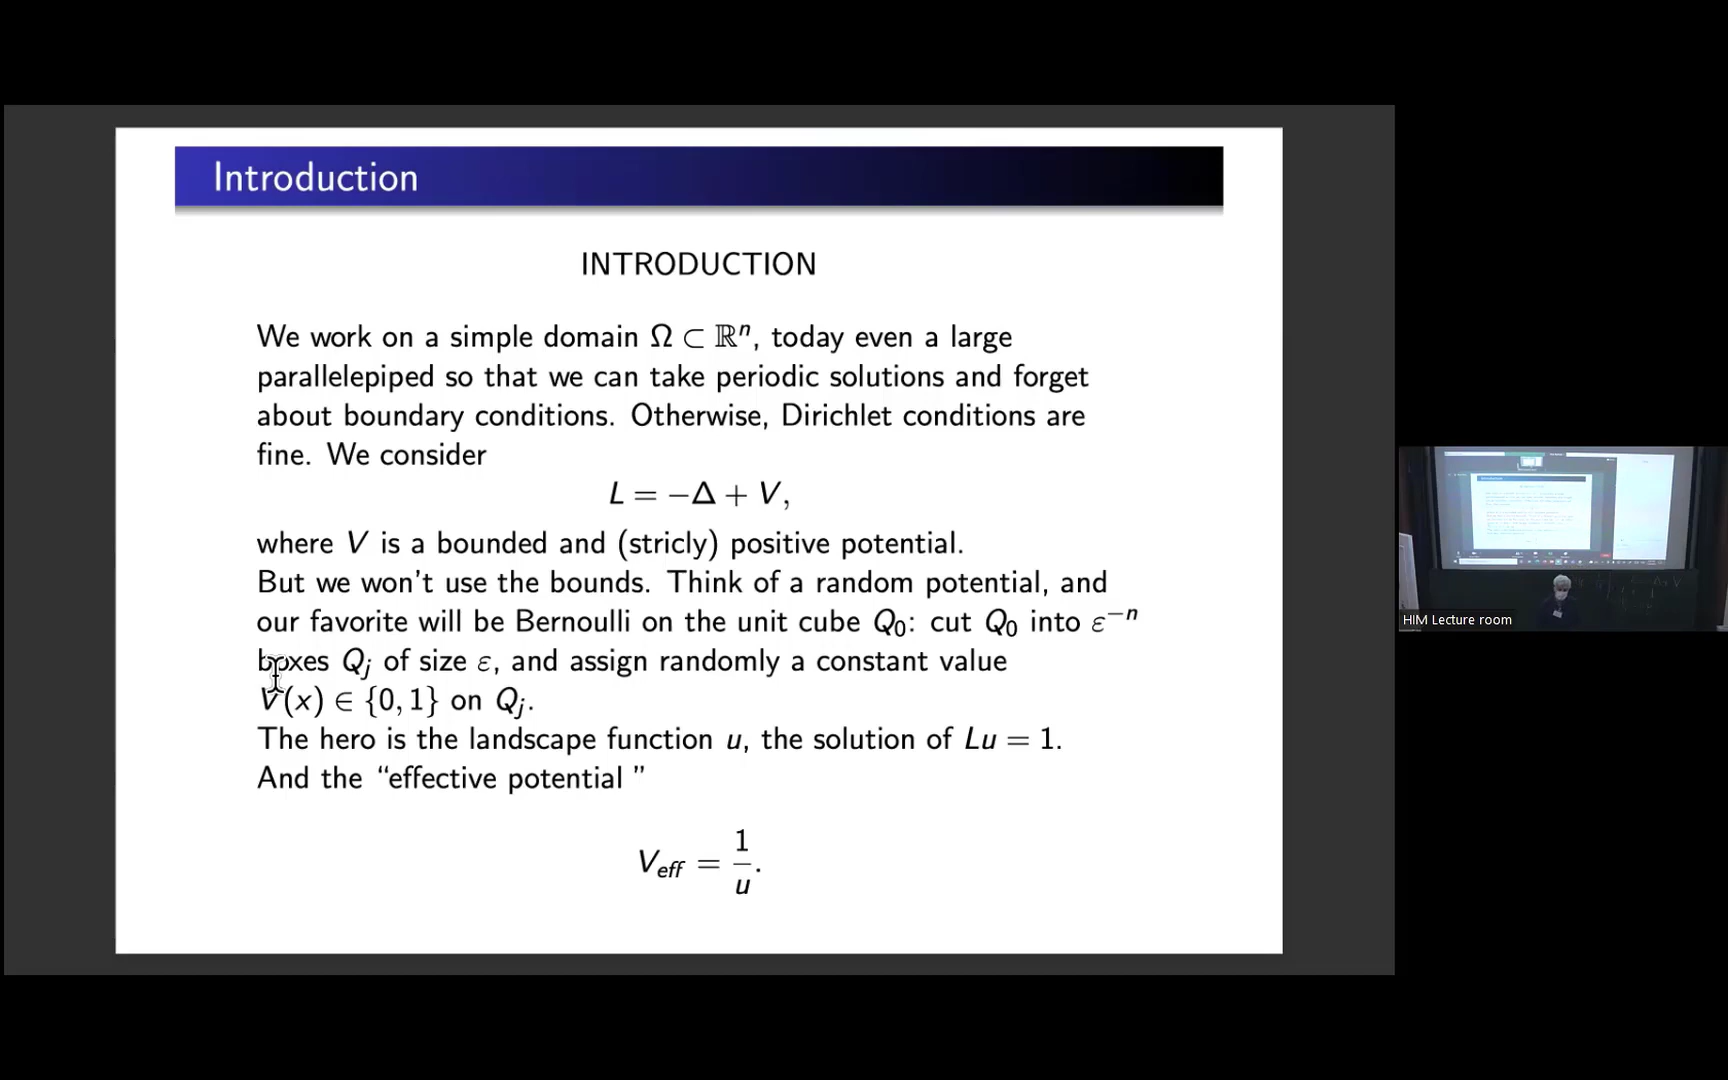 Introduction
INTRODUCTION
We work on a simple domain Ω ⊂ ℝⁿ, today even a large
parallelepiped so that we can take periodic solutions and forget
about boundary conditions. Otherwise, Dirichlet conditions are
fine. We consider
L = −Δ + V,
where V is a bounded and (stricly) positive potential.
But we won't use the bounds. Think of a random potential, and
our favorite will be Bernoulli on the unit cube Q₀: cut Q₀ into ε⁻ⁿ
boxes Qⱼ of size ε, and assign randomly a constant value
V(x) ∈ {0, 1} on Qⱼ.
The hero is the landscape function u, the solution of Lu = 1.
And the “effective potential ”
V_eff = 1/u.
HIM Lecture room